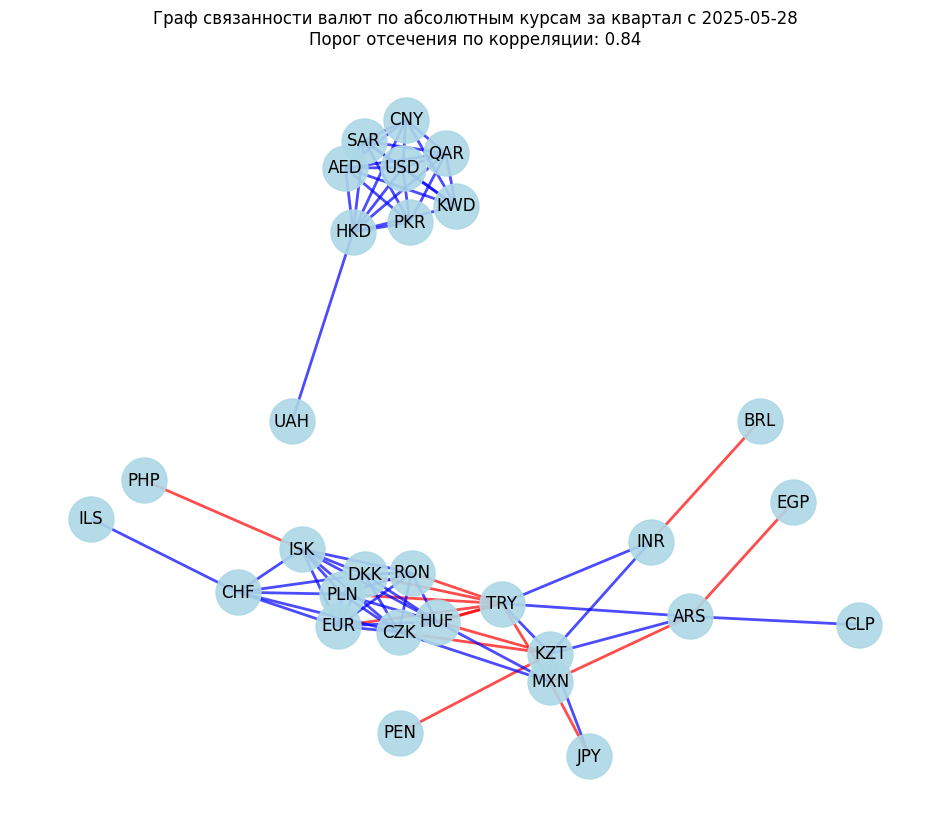 Граф связанности валют по абсолютным курсам за квартал с 2025-05-28
Порог отсечения по корреляции: 0.84
CNY
SAR
QAR
AED
USD
KWD
PKR
HKD
UAH
BRL
PHP
EGP
ILS
INR
ISK
DKK
RON
CHF
PLN
TRY
ARS
EUR
HUF
CLP
CZK
KZT
MXN
PEN
JPY